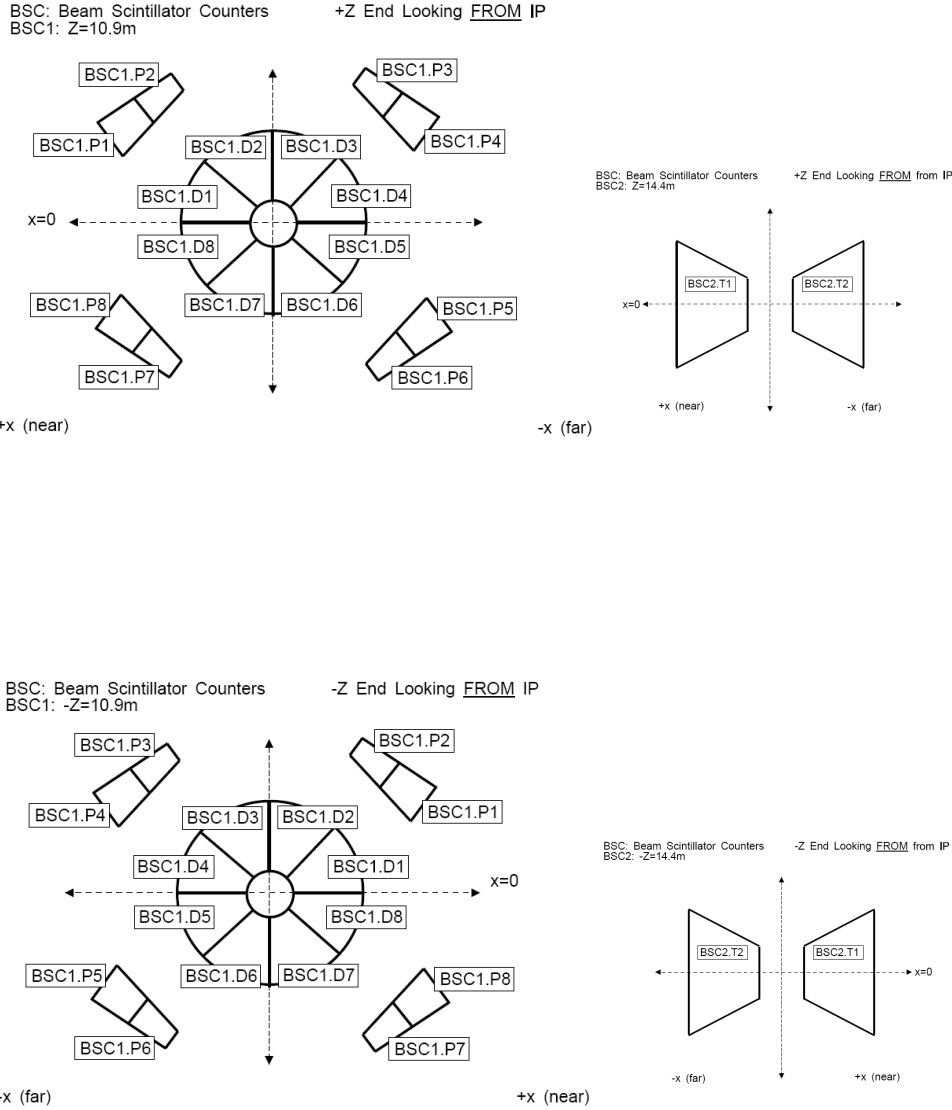 BSC: Beam Scintillator Counters +Z End Looking FROM IP
BSC1: Z=10.9m
BSC1.P2
BSC1.P3
BSC1.P1
BSC1.P4
BSC1.D2
BSC1.D3
BSC1.D1
BSC1.D4
x=0
BSC1.D8
BSC1.D5
BSC1.D7
BSC1.D6
BSC1.P8
BSC1.P5
BSC1.P7
BSC1.P6
+x (near)
-x (far)
BSC: Beam Scintillator Counters +Z End Looking FROM from IP
BSC2: Z=14.4m
BSC2.T1
BSC2.T2
x=0
+x (near)
-x (far)
BSC: Beam Scintillator Counters -Z End Looking FROM IP
BSC1: -Z=10.9m
BSC1.P3
BSC1.P2
BSC1.P4
BSC1.P1
BSC1.D3
BSC1.D2
BSC1.D4
BSC1.D1
x=0
BSC1.D5
BSC1.D8
BSC1.D6
BSC1.D7
BSC1.P5
BSC1.P8
BSC1.P6
BSC1.P7
-x (far)
+x (near)
BSC: Beam Scintillator Counters -Z End Looking FROM from IP
BSC2: -Z=14.4m
BSC2.T2
BSC2.T1
x=0
-x (far)
+x (near)